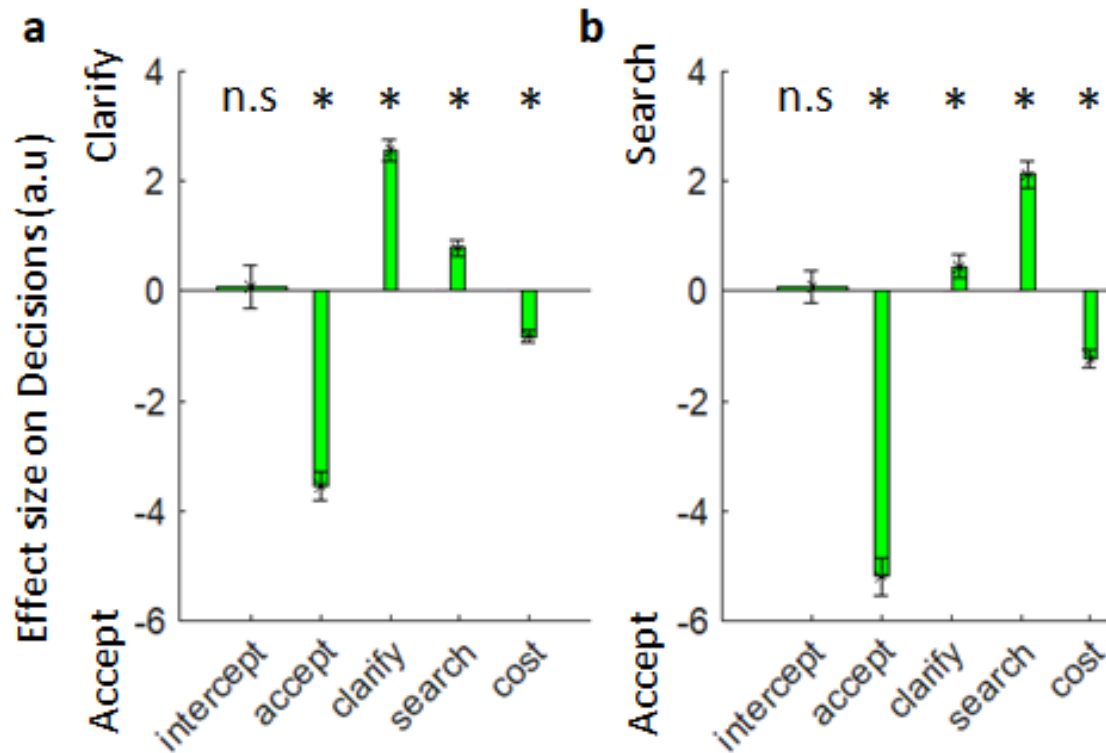 a
Effect size on Decisions (a.u)
Clarify
Accept
4
2
0
-2
-4
-6
n.s * * * *
intercept
accept
clarify
search
cost
b
Search
Accept
4
2
0
-2
-4
-6
n.s * * * *
intercept
accept
clarify
search
cost